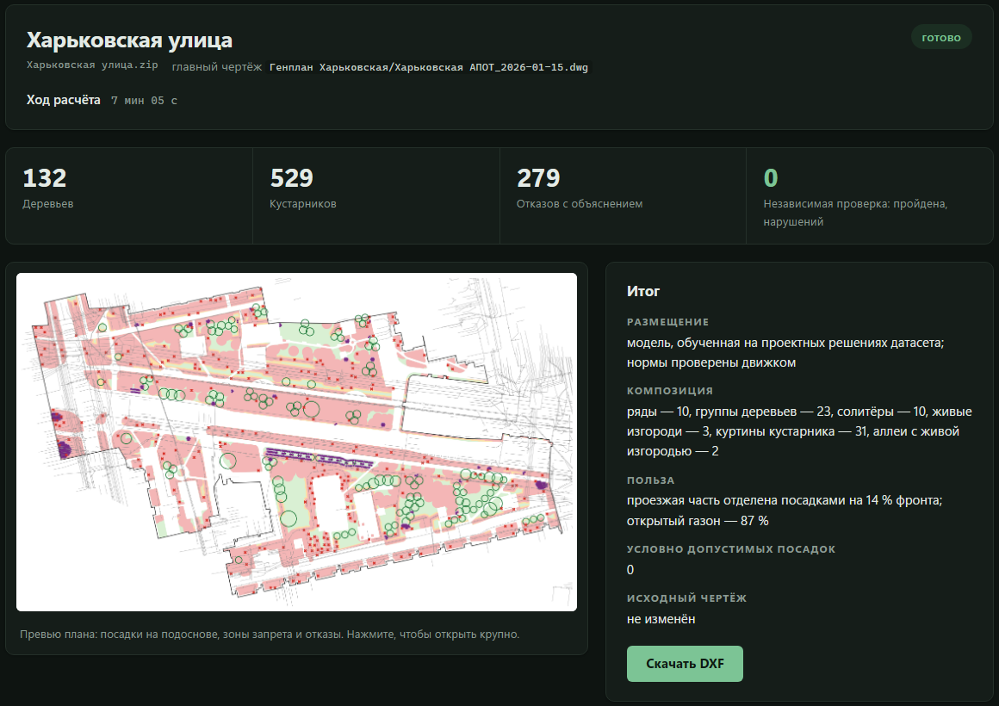 Харьковская улица
ГОТОВО
Харьковская улица.zip главный чертёж Генплан Харьковская/Харьковская АПОТ_2026-01-15.dwg
Ход расчёта 7 мин 05 с
132
Деревьев
529
Кустарников
279
Отказов с объяснением
0
Независимая проверка: пройдена,
нарушений
Превью плана: посадки на подоснове, зоны запрета и отказы. Нажмите, чтобы открыть крупно.
Итог
РАЗМЕЩЕНИЕ
модель, обученная на проектных решениях датасета;
нормы проверены движком
КОМПОЗИЦИЯ
ряды — 10, группы деревьев — 23, солитёры — 10, живые
изгороди — 3, куртины кустарника — 31, аллеи с живой
изгородью — 2
ПОЛЬЗА
проезжая часть отделена посадками на 14 % фронта;
открытый газон — 87 %
УСЛОВНО ДОПУСТИМЫХ ПОСАДОК
0
ИСХОДНЫЙ ЧЕРТЁЖ
не изменён
Скачать DXF